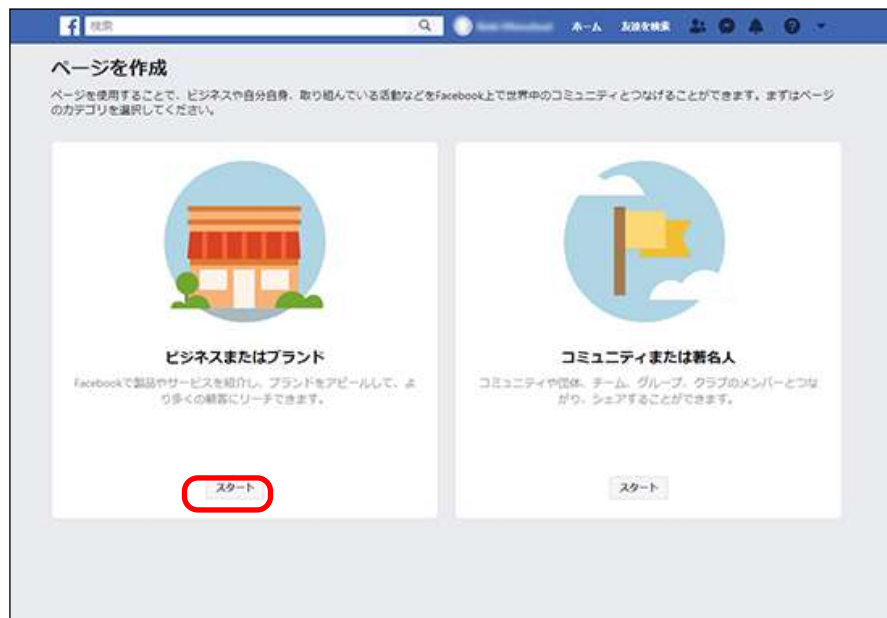 検索
ホーム
友達を検索
ページを作成
ページを使用することで、ビジネスや自分自身、取り組んでいる活動などをFacebook上で世界中のコミュニティとつなげることができます。まずはページ
のカテゴリを選択してください。
ビジネスまたはブランド
Facebookで製品やサービスを紹介し、ブランドをアピールして、よ
り多くの顧客にリーチできます。
スタート
コミュニティまたは著名人
コミュニティや団体、チーム、グループ、クラブのメンバーとつな
がり、シェアすることができます。
スタート